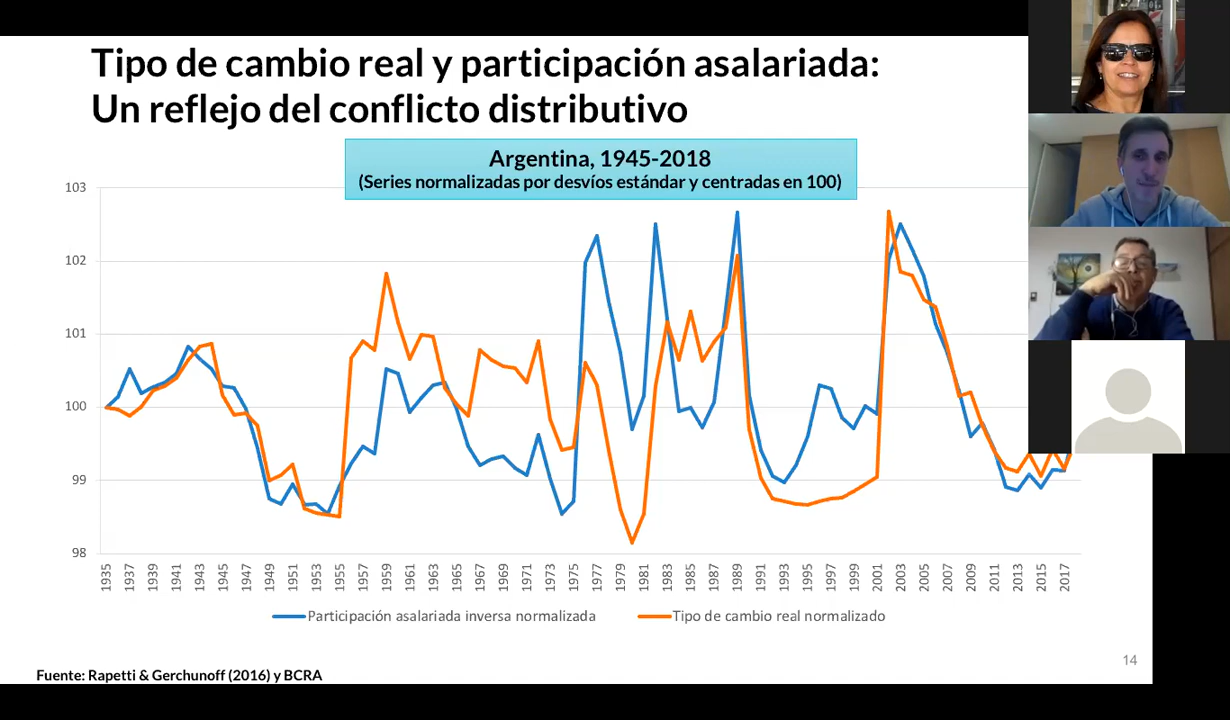 Tipo de cambio real y participación asalariada:
Un reflejo del conflicto distributivo
Argentina, 1945-2018
(Series normalizadas por desvíos estándar y centradas en 100)
103
102
101
100
99
98
1935 1937 1939 1941 1943 1945 1947 1949 1951 1953 1955 1957 1959 1961 1963 1965 1967 1969 1971 1973 1975 1977 1979 1981 1983 1985 1987 1989 1991 1993 1995 1997 1999 2001 2003 2005 2007 2009 2011 2013 2015 2017
Participación asalariada inversa normalizada Tipo de cambio real normalizado
14
Fuente: Rapetti & Gerchunoff (2016) y BCRA